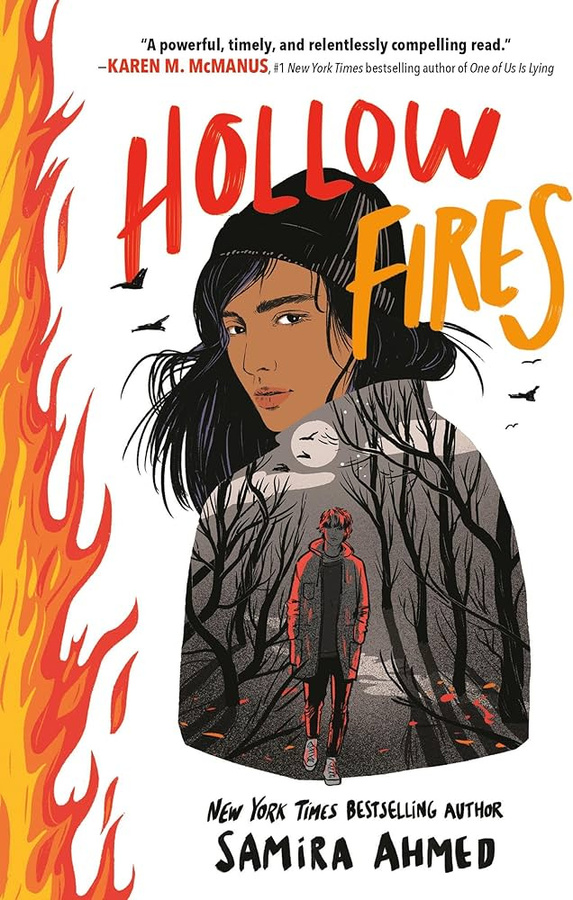 “A powerful, timely, and relentlessly compelling read.“
–KAREN M. McMANUS, #1 New York Times bestselling author of One of Us Is Lying
HOLLOW
FIRES
NEW YORK TIMES BESTSELLING AUTHOR
SAMIRA AHMED